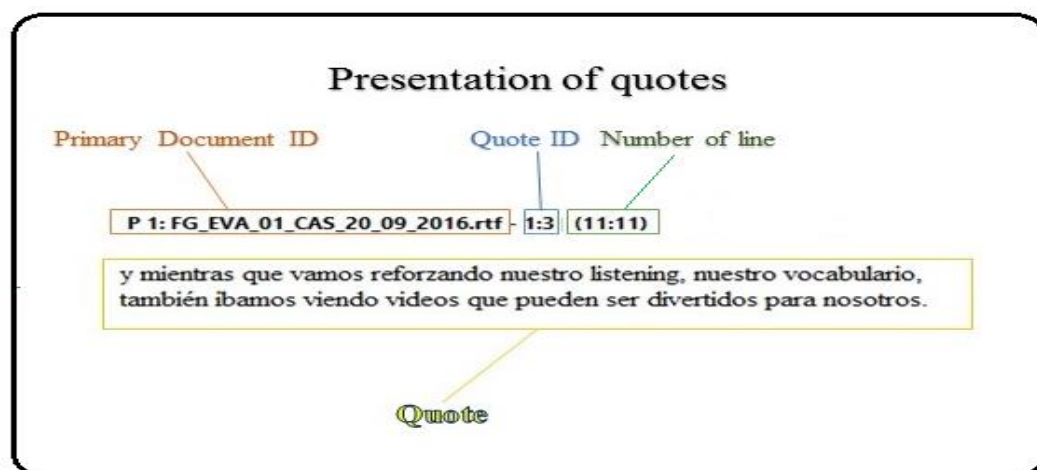 Presentation of quotes
Primary Document ID Quote ID Number of line
P 1: FG_EVA_01_CAS_20_09_2016.rtf - 1:3 (11:11)
y mientras que vamos reforzando nuestro listening, nuestro vocabulario,
también íbamos viendo videos que pueden ser divertidos para nosotros.
Quote